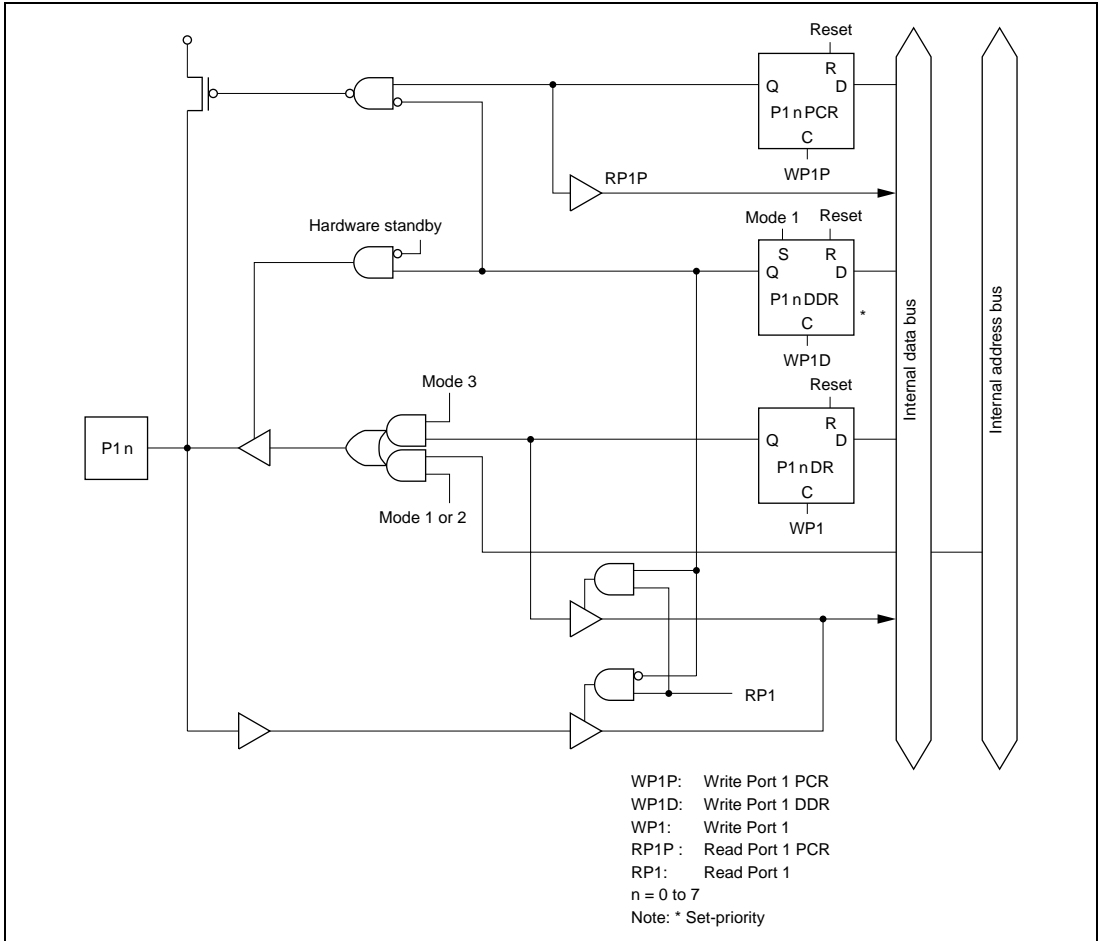 Reset
R
Q D
P1nPCR
C
WP1P
RP1P
Hardware standby
Mode 1 Reset
S R
Q D
P1nDDR
*
C
WP1D
Internal data bus
Internal address bus
Mode 3
Reset
R
Q D
P1n
P1nDR
C
Mode 1 or 2
WP1
RP1
WP1P: Write Port 1 PCR
WP1D: Write Port 1 DDR
WP1: Write Port 1
RP1P : Read Port 1 PCR
RP1: Read Port 1
n = 0 to 7
Note: * Set-priority